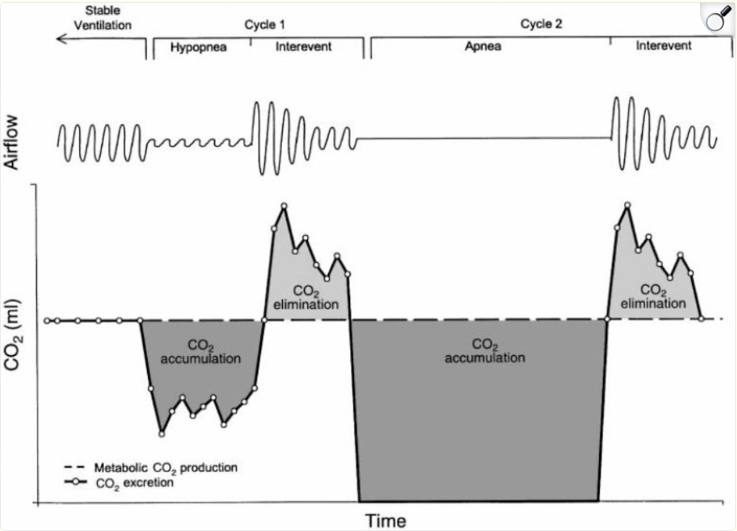 Stable
Ventilation
Cycle 1
Cycle 2
Hypopnea
Interevent
Apnea
Interevent
Airflow
CO₂ (ml)
CO₂
elimination
CO₂
elimination
CO₂
accumulation
CO₂
accumulation
Metabolic CO₂ production
CO₂ excretion
Time